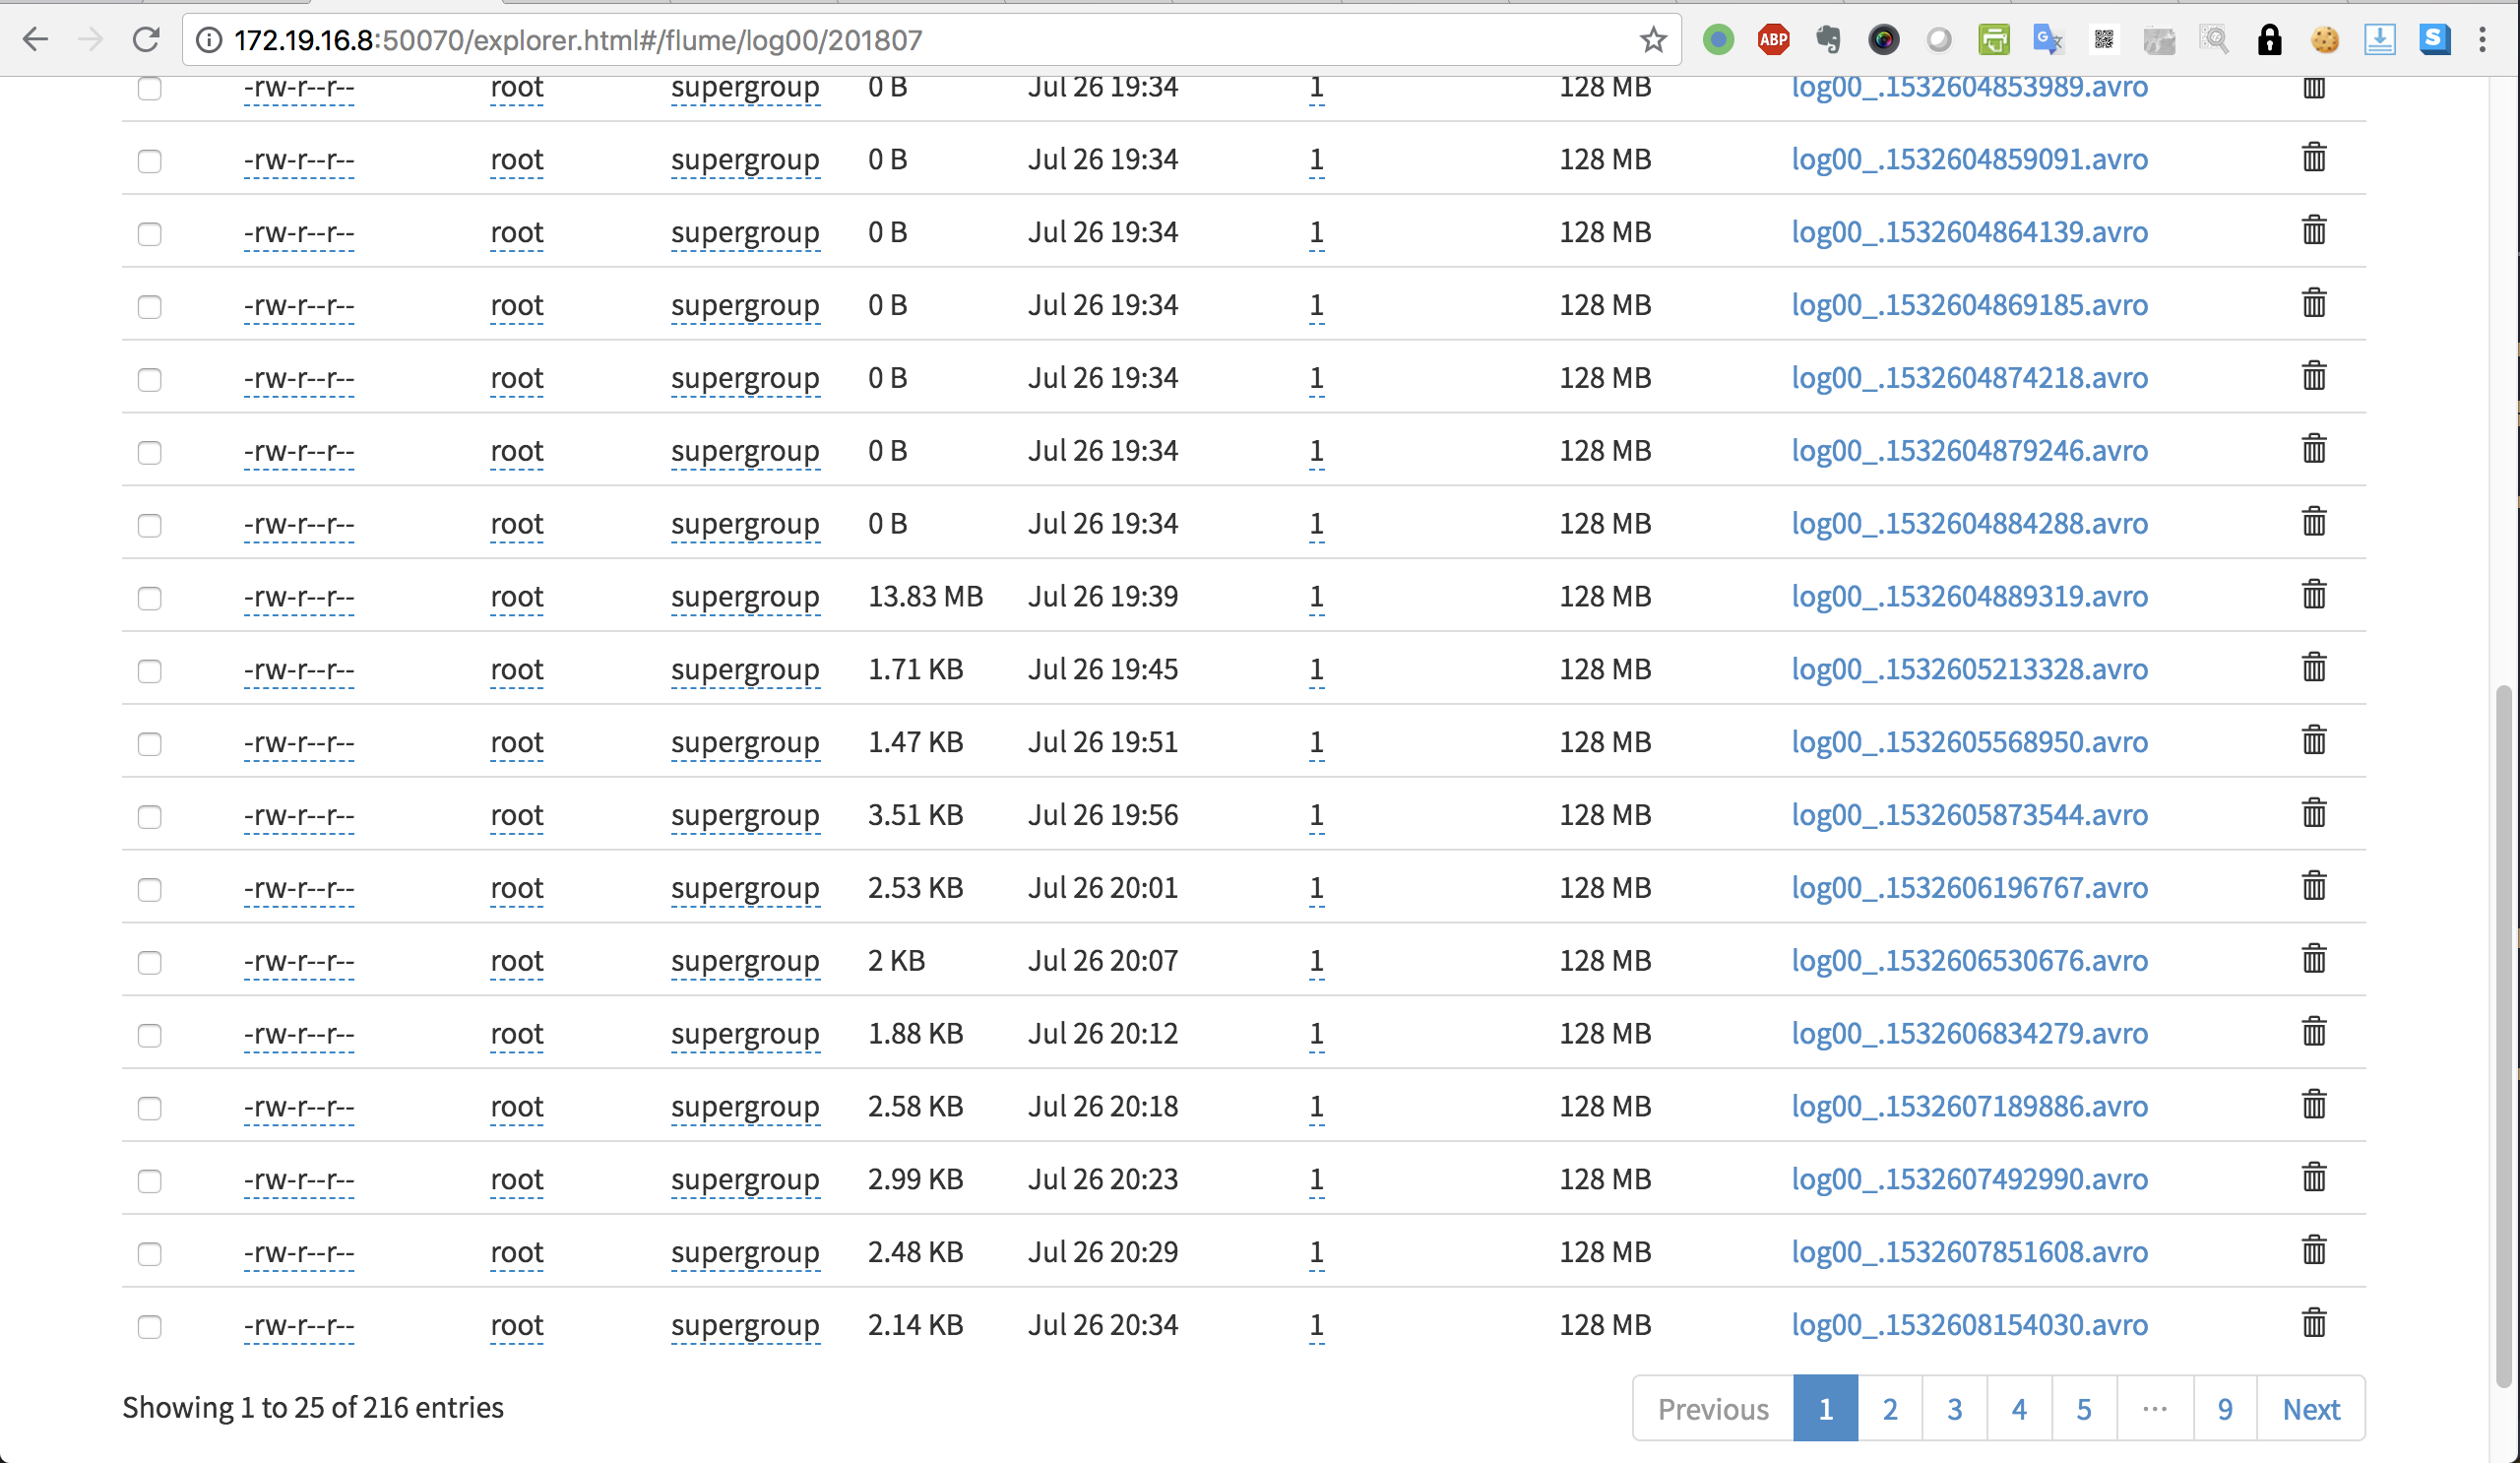 172.19.16.8:50070/explorer.html#/flume/log00/201807
ABP
-rw-r--r-- root supergroup 0 B Jul 26 19:34 1 128 MB log00_.1532604853989.avro
-rw-r--r-- root supergroup 0 B Jul 26 19:34 1 128 MB log00_.1532604859091.avro
-rw-r--r-- root supergroup 0 B Jul 26 19:34 1 128 MB log00_.1532604864139.avro
-rw-r--r-- root supergroup 0 B Jul 26 19:34 1 128 MB log00_.1532604869185.avro
-rw-r--r-- root supergroup 0 B Jul 26 19:34 1 128 MB log00_.1532604874218.avro
-rw-r--r-- root supergroup 0 B Jul 26 19:34 1 128 MB log00_.1532604879246.avro
-rw-r--r-- root supergroup 0 B Jul 26 19:34 1 128 MB log00_.1532604884288.avro
-rw-r--r-- root supergroup 13.83 MB Jul 26 19:39 1 128 MB log00_.1532604889319.avro
-rw-r--r-- root supergroup 1.71 KB Jul 26 19:45 1 128 MB log00_.1532605213328.avro
-rw-r--r-- root supergroup 1.47 KB Jul 26 19:51 1 128 MB log00_.1532605568950.avro
-rw-r--r-- root supergroup 3.51 KB Jul 26 19:56 1 128 MB log00_.1532605873544.avro
-rw-r--r-- root supergroup 2.53 KB Jul 26 20:01 1 128 MB log00_.1532606196767.avro
-rw-r--r-- root supergroup 2 KB Jul 26 20:07 1 128 MB log00_.1532606530676.avro
-rw-r--r-- root supergroup 1.88 KB Jul 26 20:12 1 128 MB log00_.1532606834279.avro
-rw-r--r-- root supergroup 2.58 KB Jul 26 20:18 1 128 MB log00_.1532607189886.avro
-rw-r--r-- root supergroup 2.99 KB Jul 26 20:23 1 128 MB log00_.1532607492990.avro
-rw-r--r-- root supergroup 2.48 KB Jul 26 20:29 1 128 MB log00_.1532607851608.avro
-rw-r--r-- root supergroup 2.14 KB Jul 26 20:34 1 128 MB log00_.1532608154030.avro
Showing 1 to 25 of 216 entries Previous 1 2 3 4 5 ... 9 Next